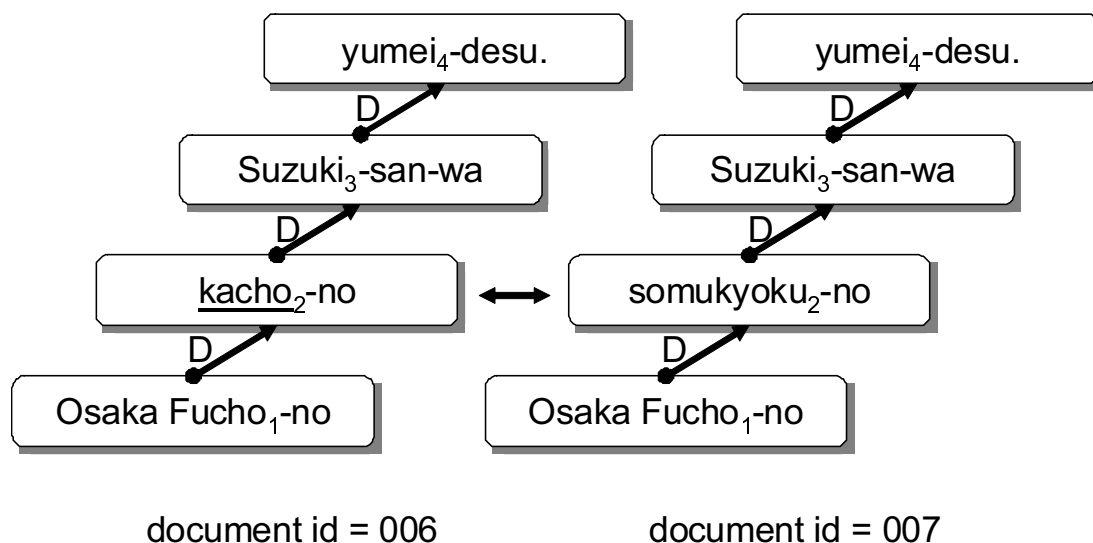 yumei₄-desu.
D
Suzuki₃-san-wa
D
kacho₂-no
D
Osaka Fucho₁-no
document id = 006
yumei₄-desu.
D
Suzuki₃-san-wa
D
somukyoku₂-no
D
Osaka Fucho₁-no
document id = 007